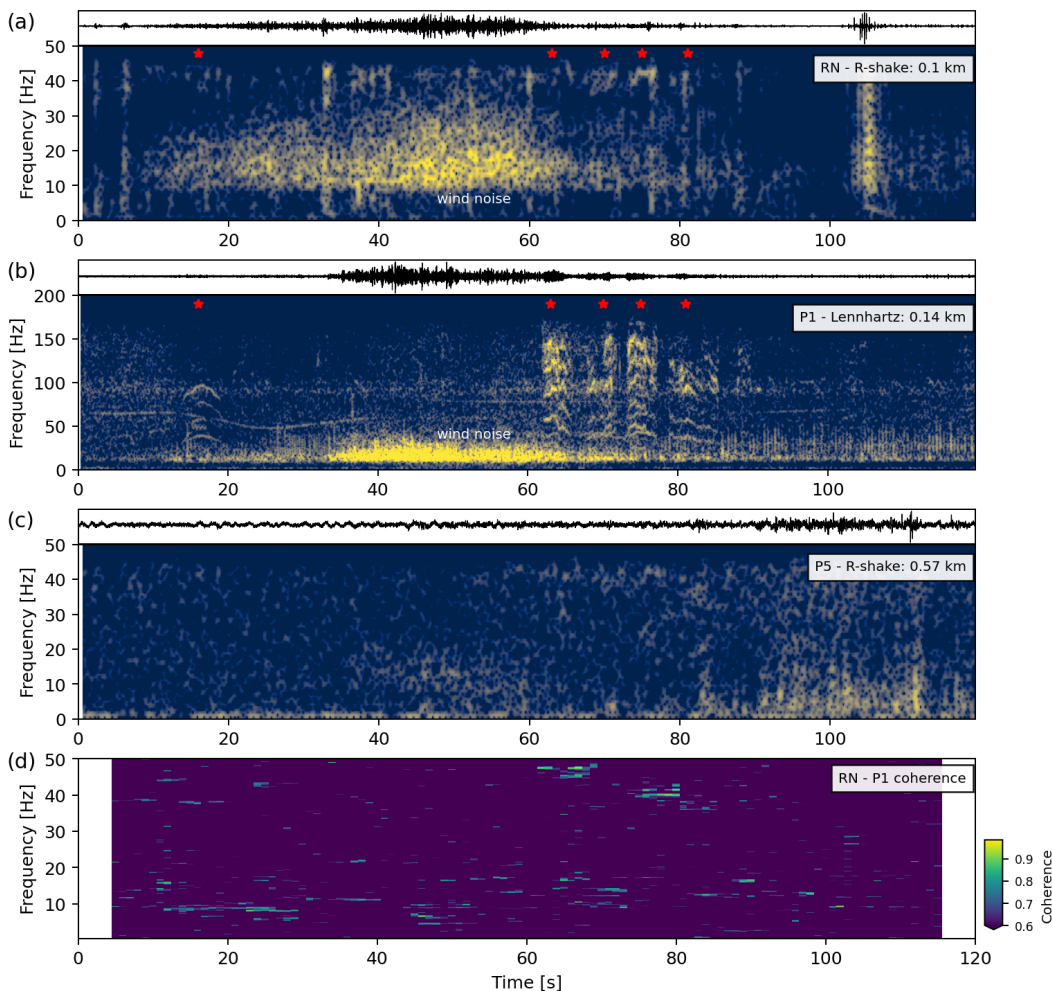 (a)
50
40
30
20
10
0
Frequency [Hz]
RN - R-shake: 0.1 km
wind noise
0 20 40 60 80 100
(b)
200
150
100
50
0
Frequency [Hz]
P1 - Lennhartz: 0.14 km
wind noise
0 20 40 60 80 100
(c)
50
40
30
20
10
0
Frequency [Hz]
P5 - R-shake: 0.57 km
0 20 40 60 80 100
(d)
50
40
30
20
10
Frequency [Hz]
RN - P1 coherence
0.9
0.8
0.7
0.6
Coherence
0 20 40 60 80 100 120
Time [s]